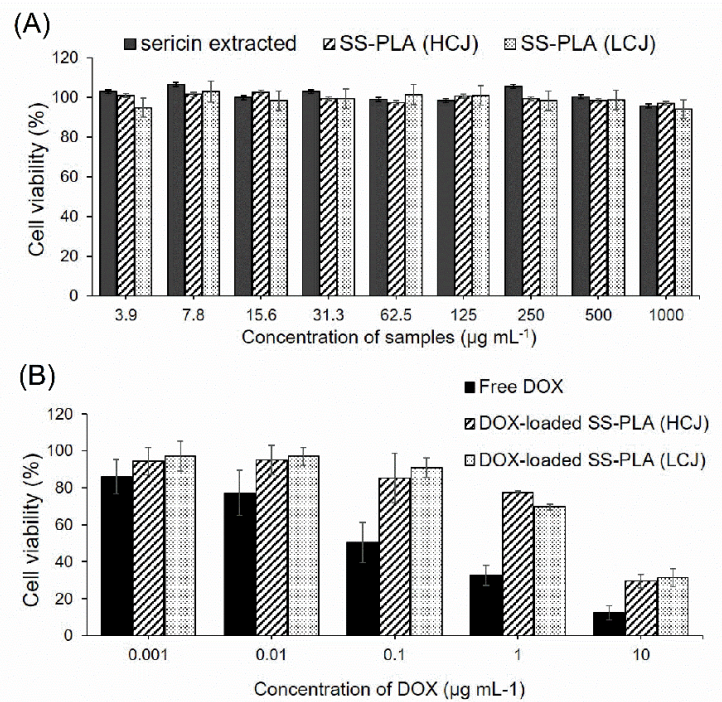 (A)
sericin extracted SS-PLA (HCJ) SS-PLA (LCJ)
Cell viability (%)
120
100
80
60
40
20
0
3.9 7.8 15.6 31.3 62.5 125 250 500 1000
Concentration of samples (µg mL⁻¹)
(B)
Free DOX
DOX-loaded SS-PLA (HCJ)
DOX-loaded SS-PLA (LCJ)
Cell viability (%)
120
100
80
60
40
20
0
0.001 0.01 0.1 1 10
Concentration of DOX (µg mL-1)